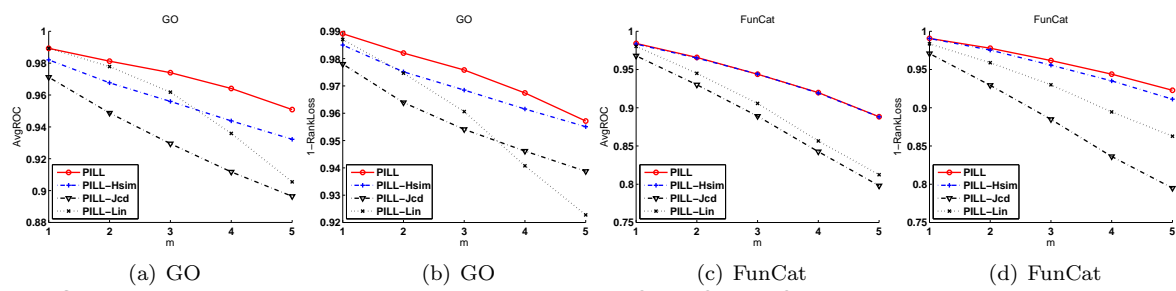 GO
AvgROC
1
0.98
0.96
0.94
0.92
0.9
0.88
PILL
PILL-Hsim
PILL-Jcd
PILL-Lin
1 2 3 4 5
m
(a) GO
GO
1-RankLoss
0.99
0.98
0.97
0.96
0.95
0.94
0.93
0.92
PILL
PILL-Hsim
PILL-Jcd
PILL-Lin
1 2 3 4 5
m
(b) GO
FunCat
AvgROC
1
0.95
0.9
0.85
0.8
0.75
PILL
PILL-Hsim
PILL-Jcd
PILL-Lin
1 2 3 4 5
m
(c) FunCat
FunCat
1-RankLoss
1
0.95
0.9
0.85
0.8
0.75
PILL
PILL-Hsim
PILL-Jcd
PILL-Lin
1 2 3 4 5
m
(d) FunCat